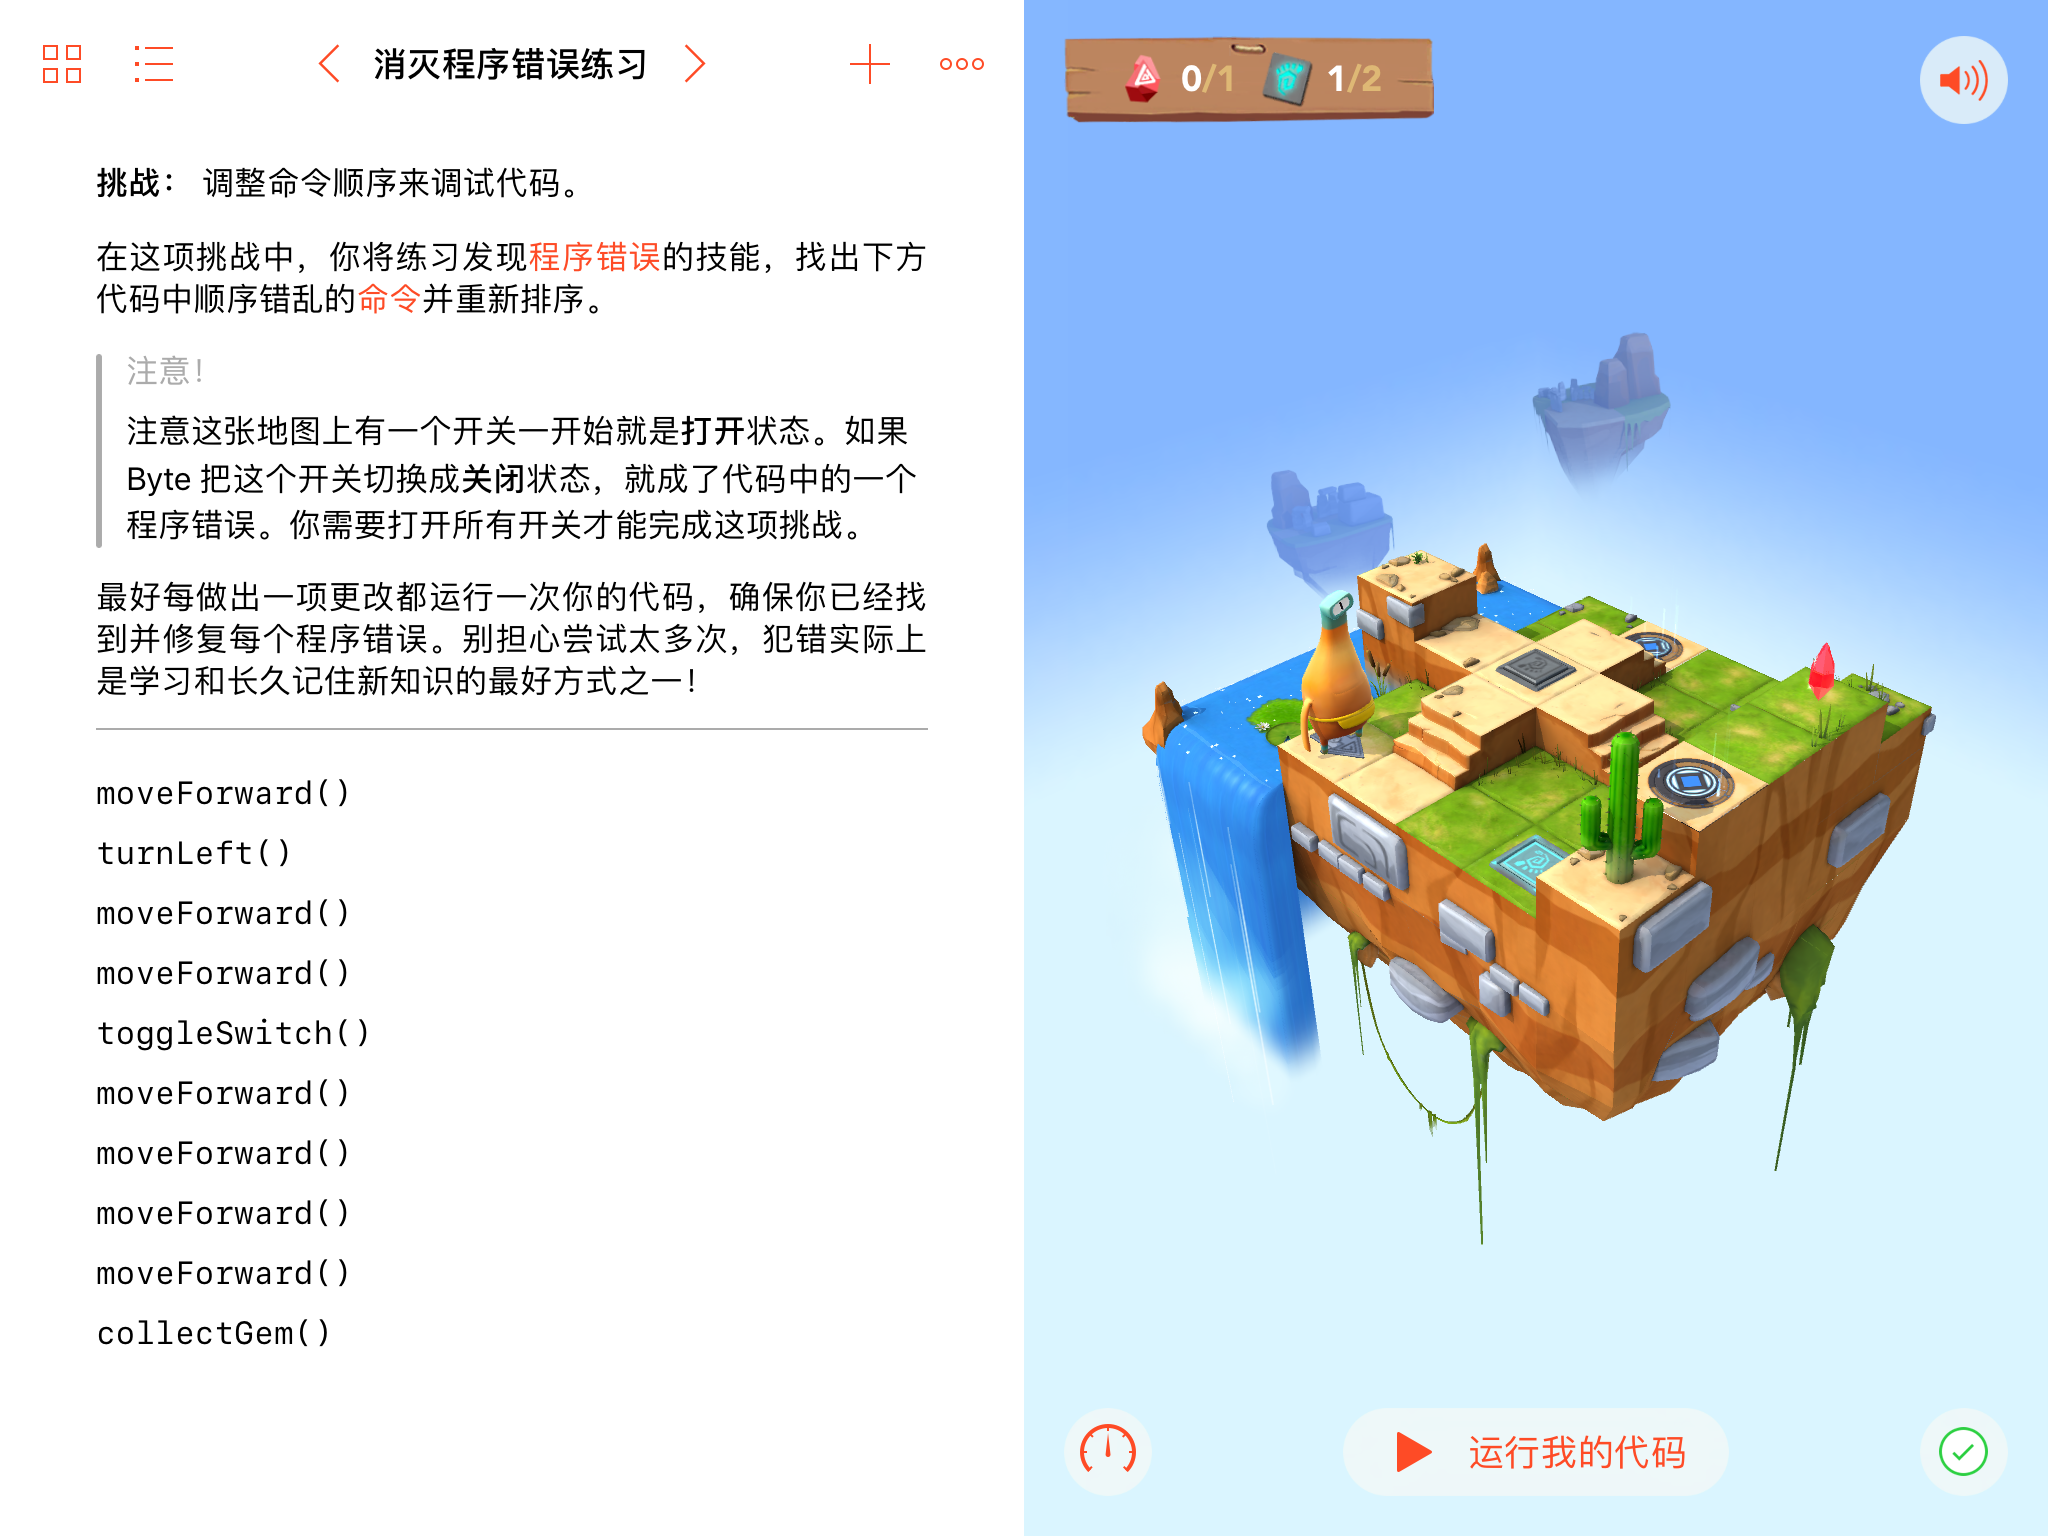 消灭程序错误练习
挑战： 调整命令顺序来调试代码。
在这项挑战中，你将练习发现程序错误的技能，找出下方
代码中顺序错乱的命令并重新排序。
注意！
注意这张地图上有一个开关一开始就是打开状态。如果
Byte 把这个开关切换成关闭状态，就成了代码中的一个
程序错误。你需要打开所有开关才能完成这项挑战。
最好每做出一项更改都运行一次你的代码，确保你已经找
到并修复每个程序错误。别担心尝试太多次，犯错实际上
是学习和长久记住新知识的最好方式之一！
moveForward()
turnLeft()
moveForward()
moveForward()
toggleSwitch()
moveForward()
moveForward()
moveForward()
moveForward()
collectGem()
0/1 1/2
运行我的代码